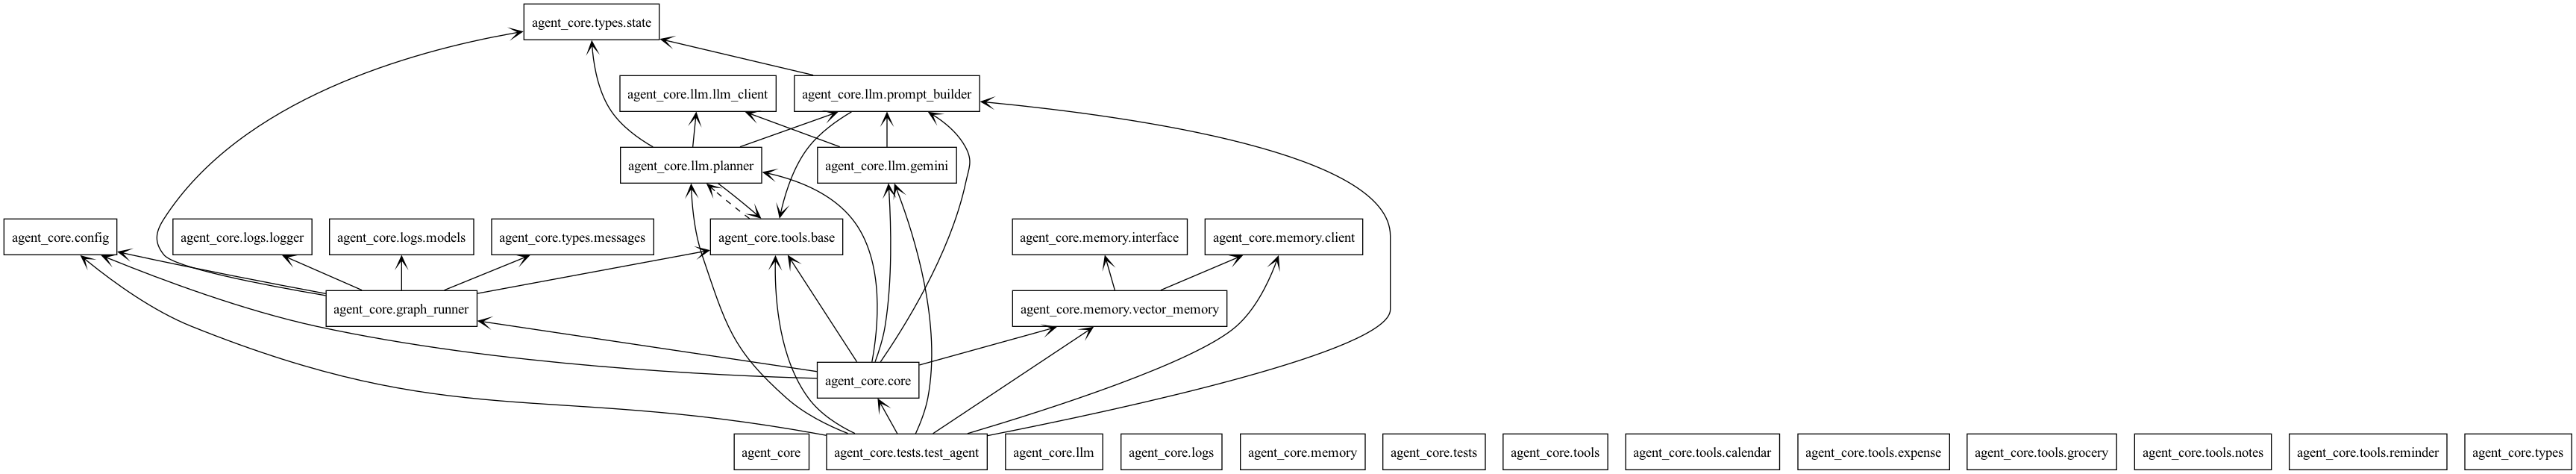 agent_core.types.state
agent_core.llm.llm_client
agent_core.llm.prompt_builder
agent_core.llm.planner
agent_core.llm.gemini
agent_core.config
agent_core.logs.logger
agent_core.logs.models
agent_core.types.messages
agent_core.tools.base
agent_core.memory.interface
agent_core.memory.client
agent_core.graph_runner
agent_core.memory.vector_memory
agent_core.core
agent_core
agent_core.tests.test_agent
agent_core.llm
agent_core.logs
agent_core.memory
agent_core.tests
agent_core.tools
agent_core.tools.calendar
agent_core.tools.expense
agent_core.tools.grocery
agent_core.tools.notes
agent_core.tools.reminder
agent_core.types